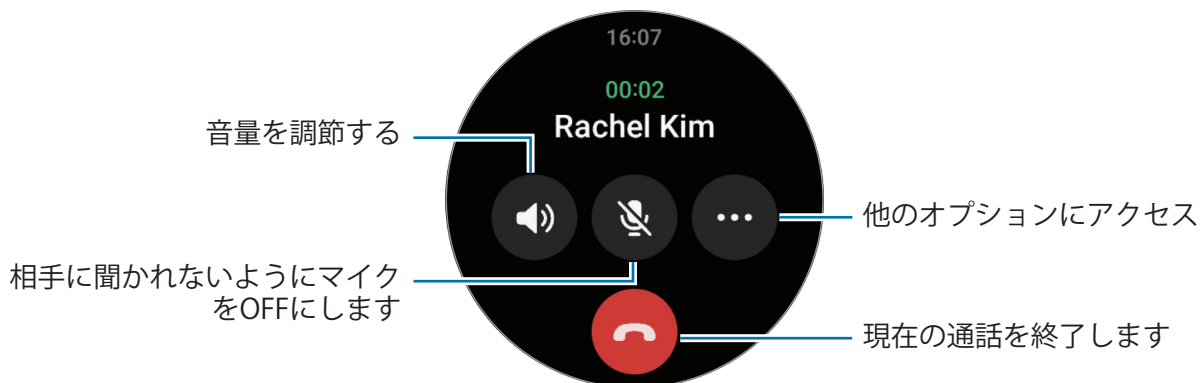 16:07
00:02
Rachel Kim
音量を調節する
他のオプションにアクセス
相手に聞かれないようにマイク
をOFFにします
現在の通話を終了します